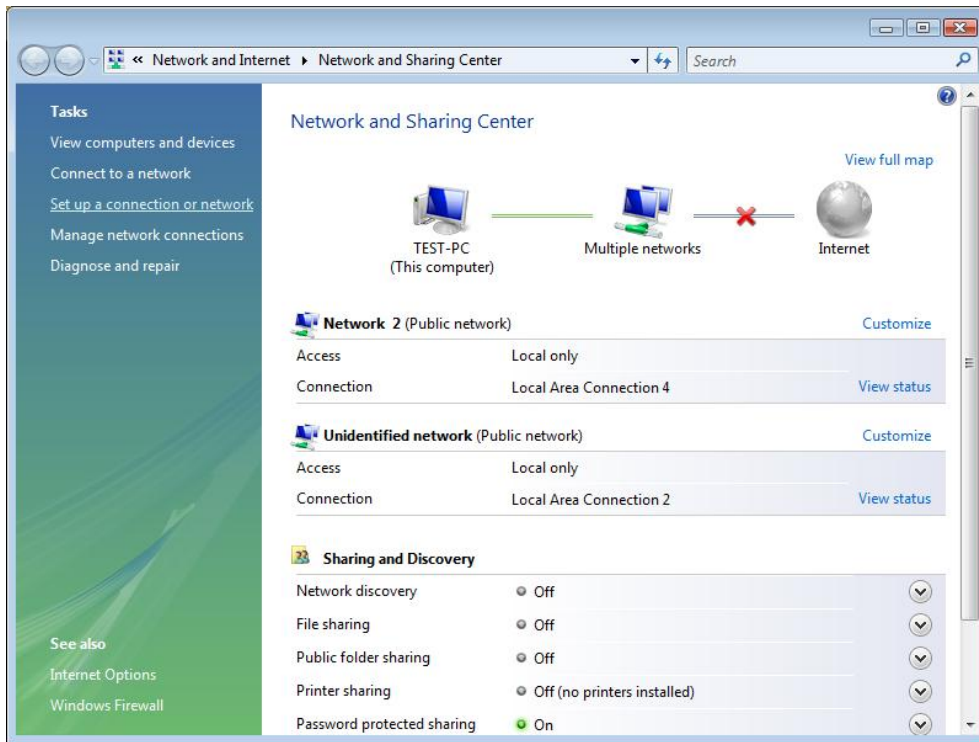 « Network and Internet ▸ Network and Sharing Center
Search
Tasks
View computers and devices
Connect to a network
Set up a connection or network
Manage network connections
Diagnose and repair
See also
Internet Options
Windows Firewall
Network and Sharing Center
View full map
TEST-PC
(This computer)
Multiple networks
Internet
Network 2 (Public network)
Customize
Access Local only
Connection Local Area Connection 4 View status
Unidentified network (Public network)
Customize
Access Local only
Connection Local Area Connection 2 View status
Sharing and Discovery
Network discovery Off
File sharing Off
Public folder sharing Off
Printer sharing Off (no printers installed)
Password protected sharing On